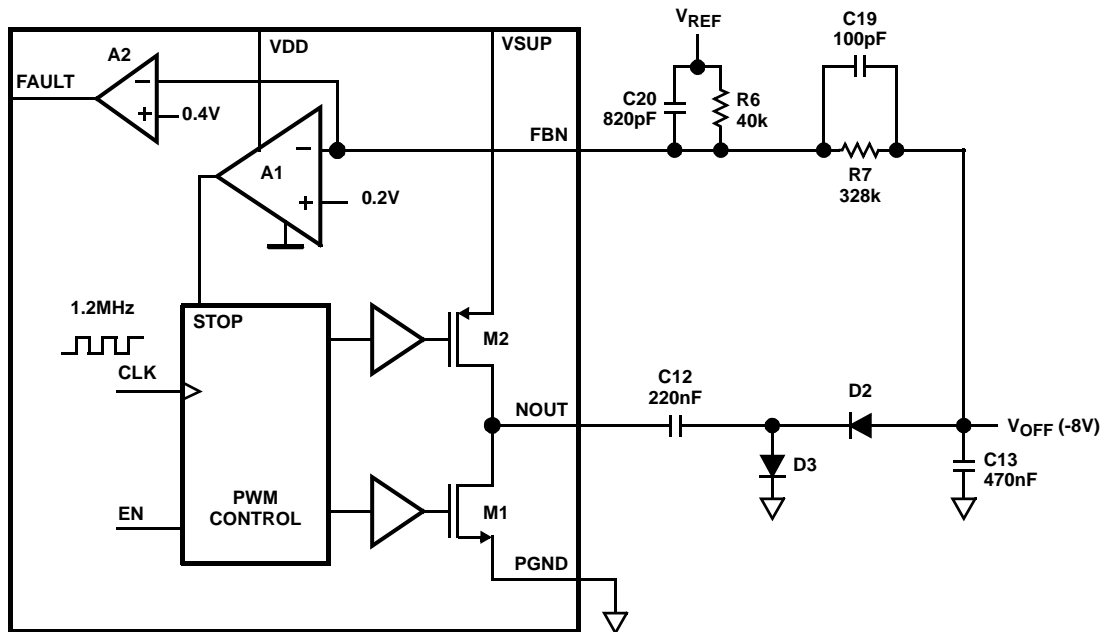 VDD
VSUP
A2
FAULT
−
+
0.4V
A1
−
+
0.2V
FBN
VREF
C20
820pF
R6
40k
C19
100pF
R7
328k
1.2MHz
STOP
CLK
EN
PWM
CONTROL
M2
NOUT
M1
PGND
C12
220nF
D2
D3
VOFF (-8V)
C13
470nF